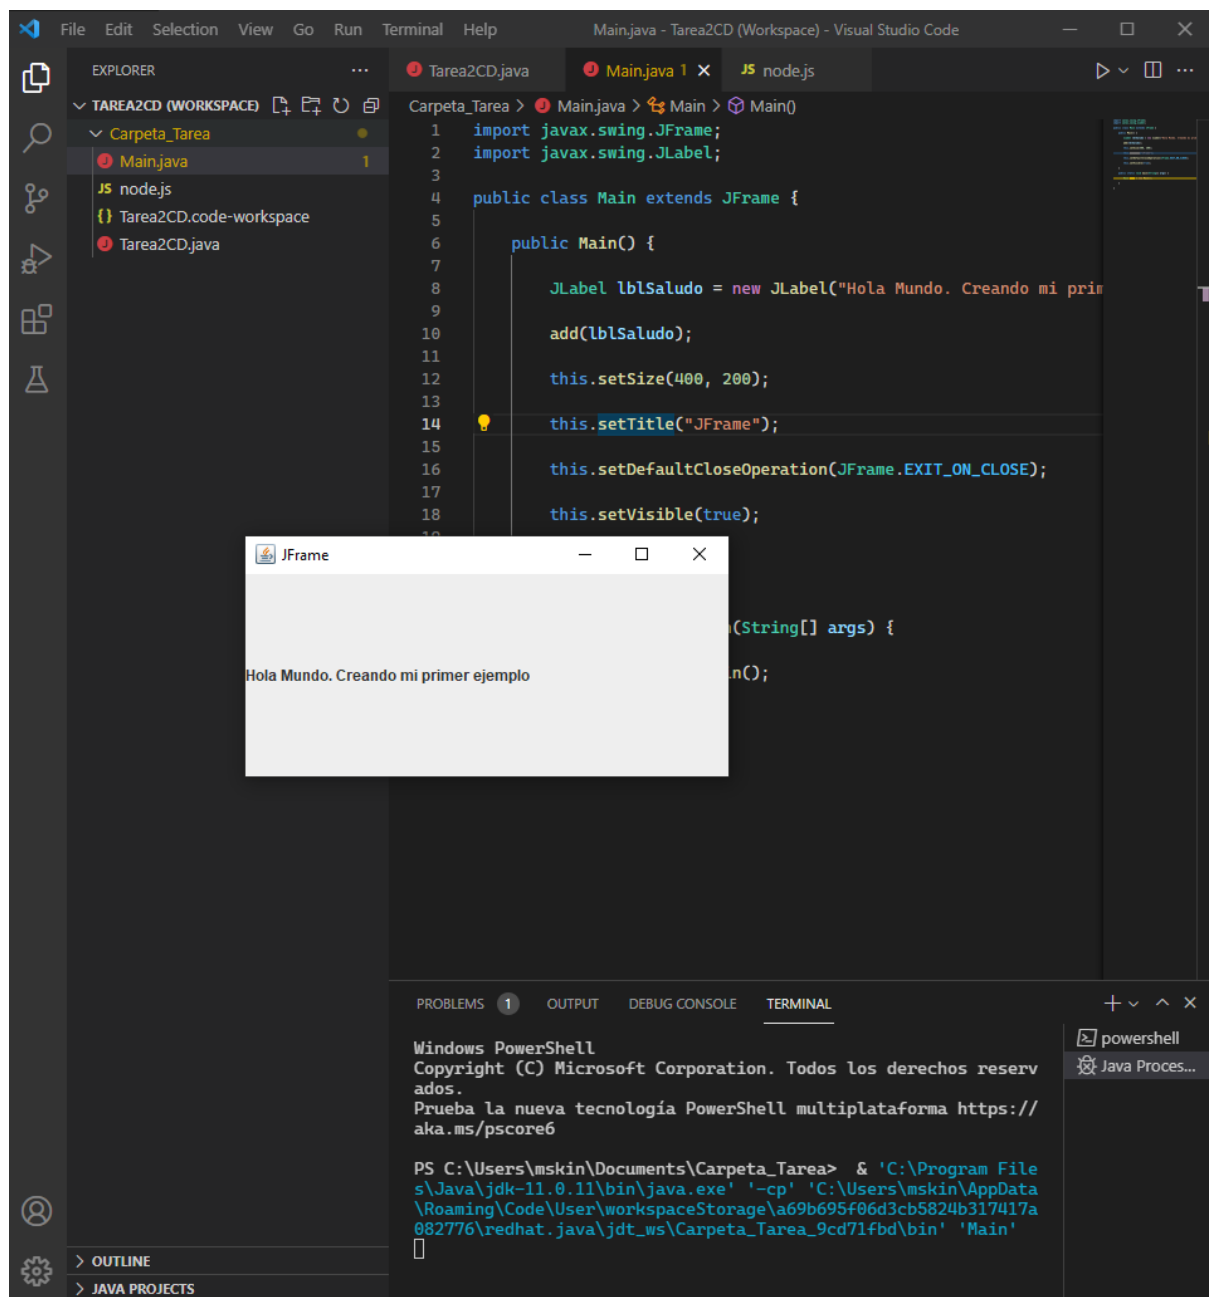 File Edit Selection View Go Run Terminal Help Main.java - Tarea2CD (Workspace) - Visual Studio Code
EXPLORER
TAREA2CD (WORKSPACE)
Carpeta_Tarea
Main.java 1
JS node.js
{} Tarea2CD.code-workspace
Tarea2CD.java
OUTLINE
JAVA PROJECTS
Tarea2CD.java Main.java 1 JS node.js
Carpeta_Tarea > Main.java > Main > Main()
1 import javax.swing.JFrame;
2 import javax.swing.JLabel;
3
4 public class Main extends JFrame {
5
6 public Main() {
7
8 JLabel lblSaludo = new JLabel("Hola Mundo. Creando mi prim
9
10 add(lblSaludo);
11
12 this.setSize(400, 200);
13
14 this.setTitle("JFrame");
15
16 this.setDefaultCloseOperation(JFrame.EXIT_ON_CLOSE);
17
18 this.setVisible(true);
(String[] args) {
n();
JFrame
Hola Mundo. Creando mi primer ejemplo
PROBLEMS 1 OUTPUT DEBUG CONSOLE TERMINAL
Windows PowerShell
Copyright (C) Microsoft Corporation. Todos los derechos reserv
ados.
Prueba la nueva tecnología PowerShell multiplataforma https://
aka.ms/pscore6
PS C:\Users\mskin\Documents\Carpeta_Tarea> & 'C:\Program File
s\Java\jdk-11.0.11\bin\java.exe' '-cp' 'C:\Users\mskin\AppData
\Roaming\Code\User\workspaceStorage\a69b695f06d3cb5824b317417a
082776\redhat.java\jdt_ws\Carpeta_Tarea_9cd71fbd\bin' 'Main'
powershell
Java Proces...